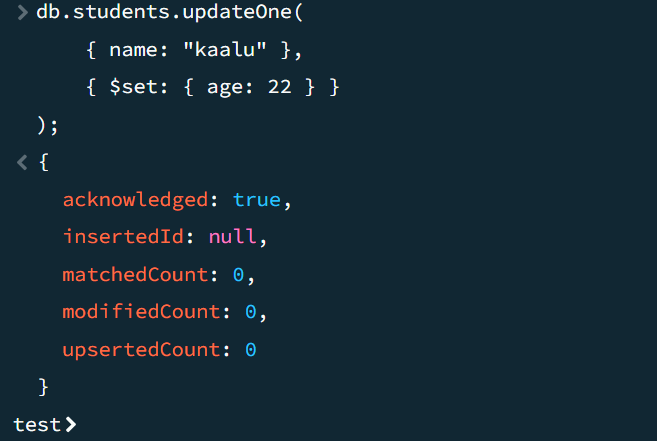 > db.students.updateOne(
    { name: "kaalu" },
    { $set: { age: 22 } }
);
< {
  acknowledged: true,
  insertedId: null,
  matchedCount: 0,
  modifiedCount: 0,
  upsertedCount: 0
}
test>